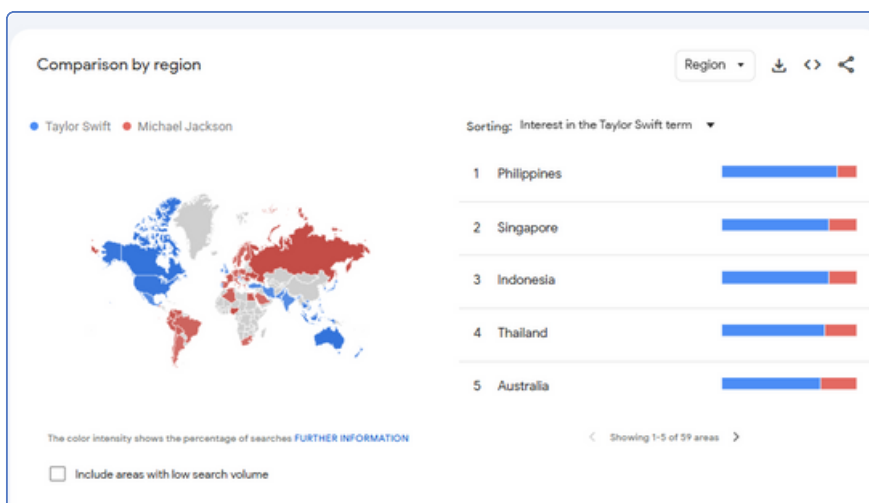 Comparison by region
Region
Taylor Swift Michael Jackson
Sorting: Interest in the Taylor Swift term
1 Philippines
2 Singapore
3 Indonesia
4 Thailand
5 Australia
The color intensity shows the percentage of searches FURTHER INFORMATION
Showing 1-5 of 59 areas
Include areas with low search volume